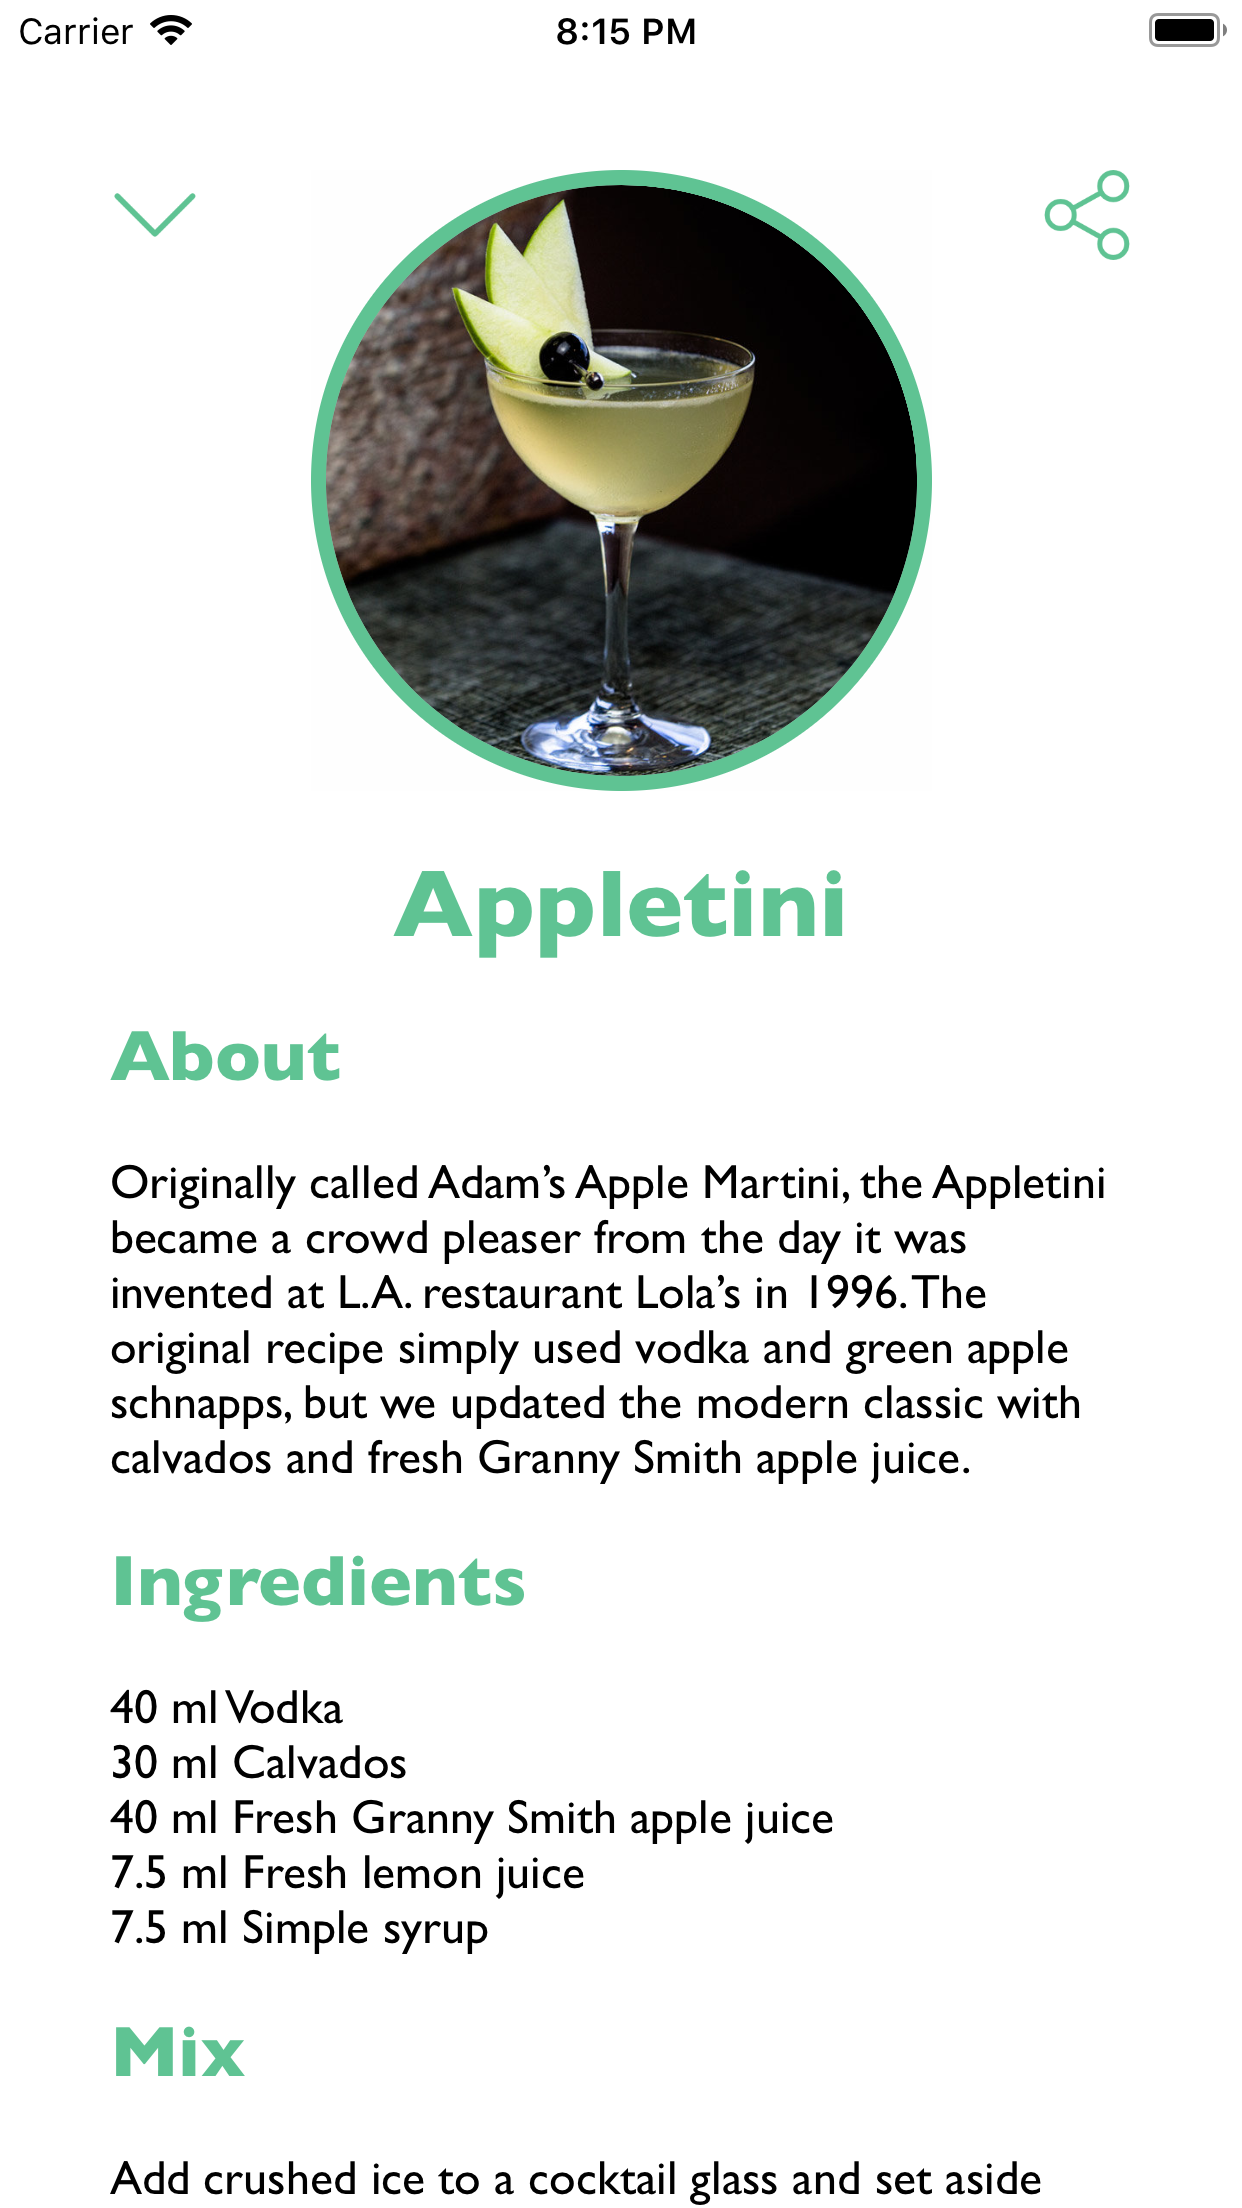 Carrier 8:15 PM
Appletini
About
Originally called Adam’s Apple Martini, the Appletini
became a crowd pleaser from the day it was
invented at L.A. restaurant Lola’s in 1996. The
original recipe simply used vodka and green apple
schnapps, but we updated the modern classic with
calvados and fresh Granny Smith apple juice.
Ingredients
40 ml Vodka
30 ml Calvados
40 ml Fresh Granny Smith apple juice
7.5 ml Fresh lemon juice
7.5 ml Simple syrup
Mix
Add crushed ice to a cocktail glass and set aside